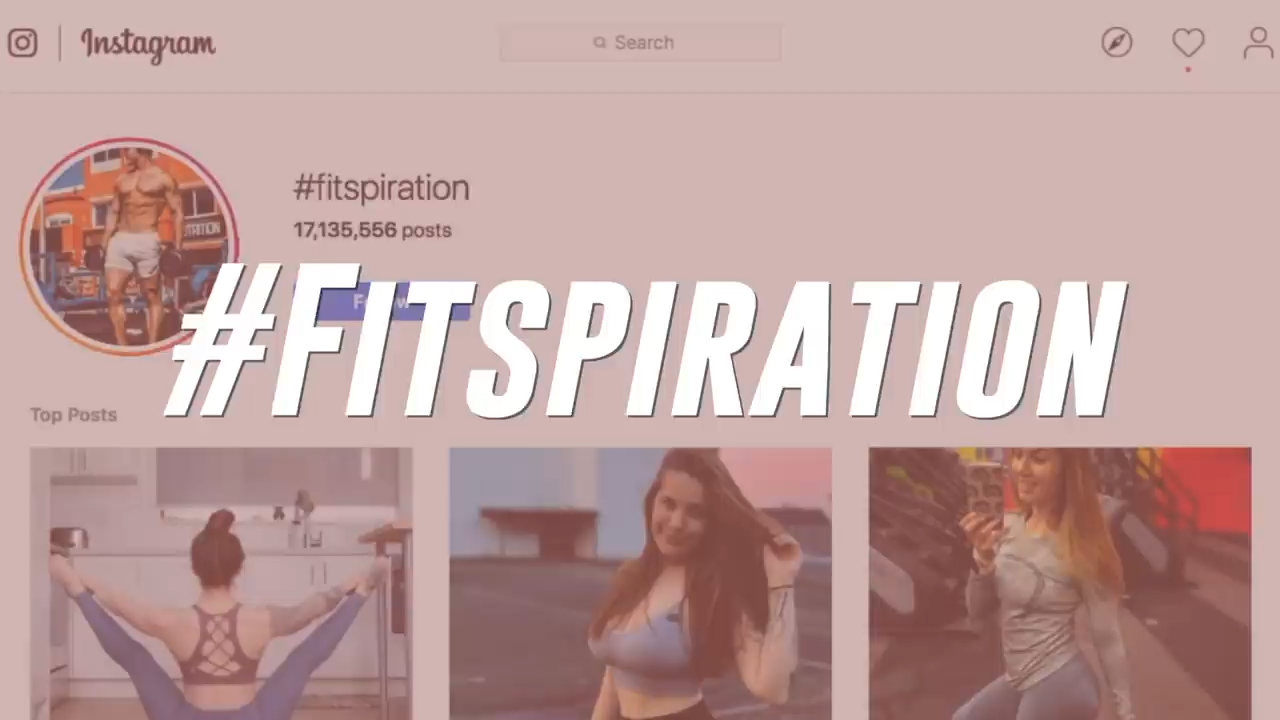 Instagram
Search
#fitspiration
17,135,556 posts
#FITSPIRATION
Top Posts